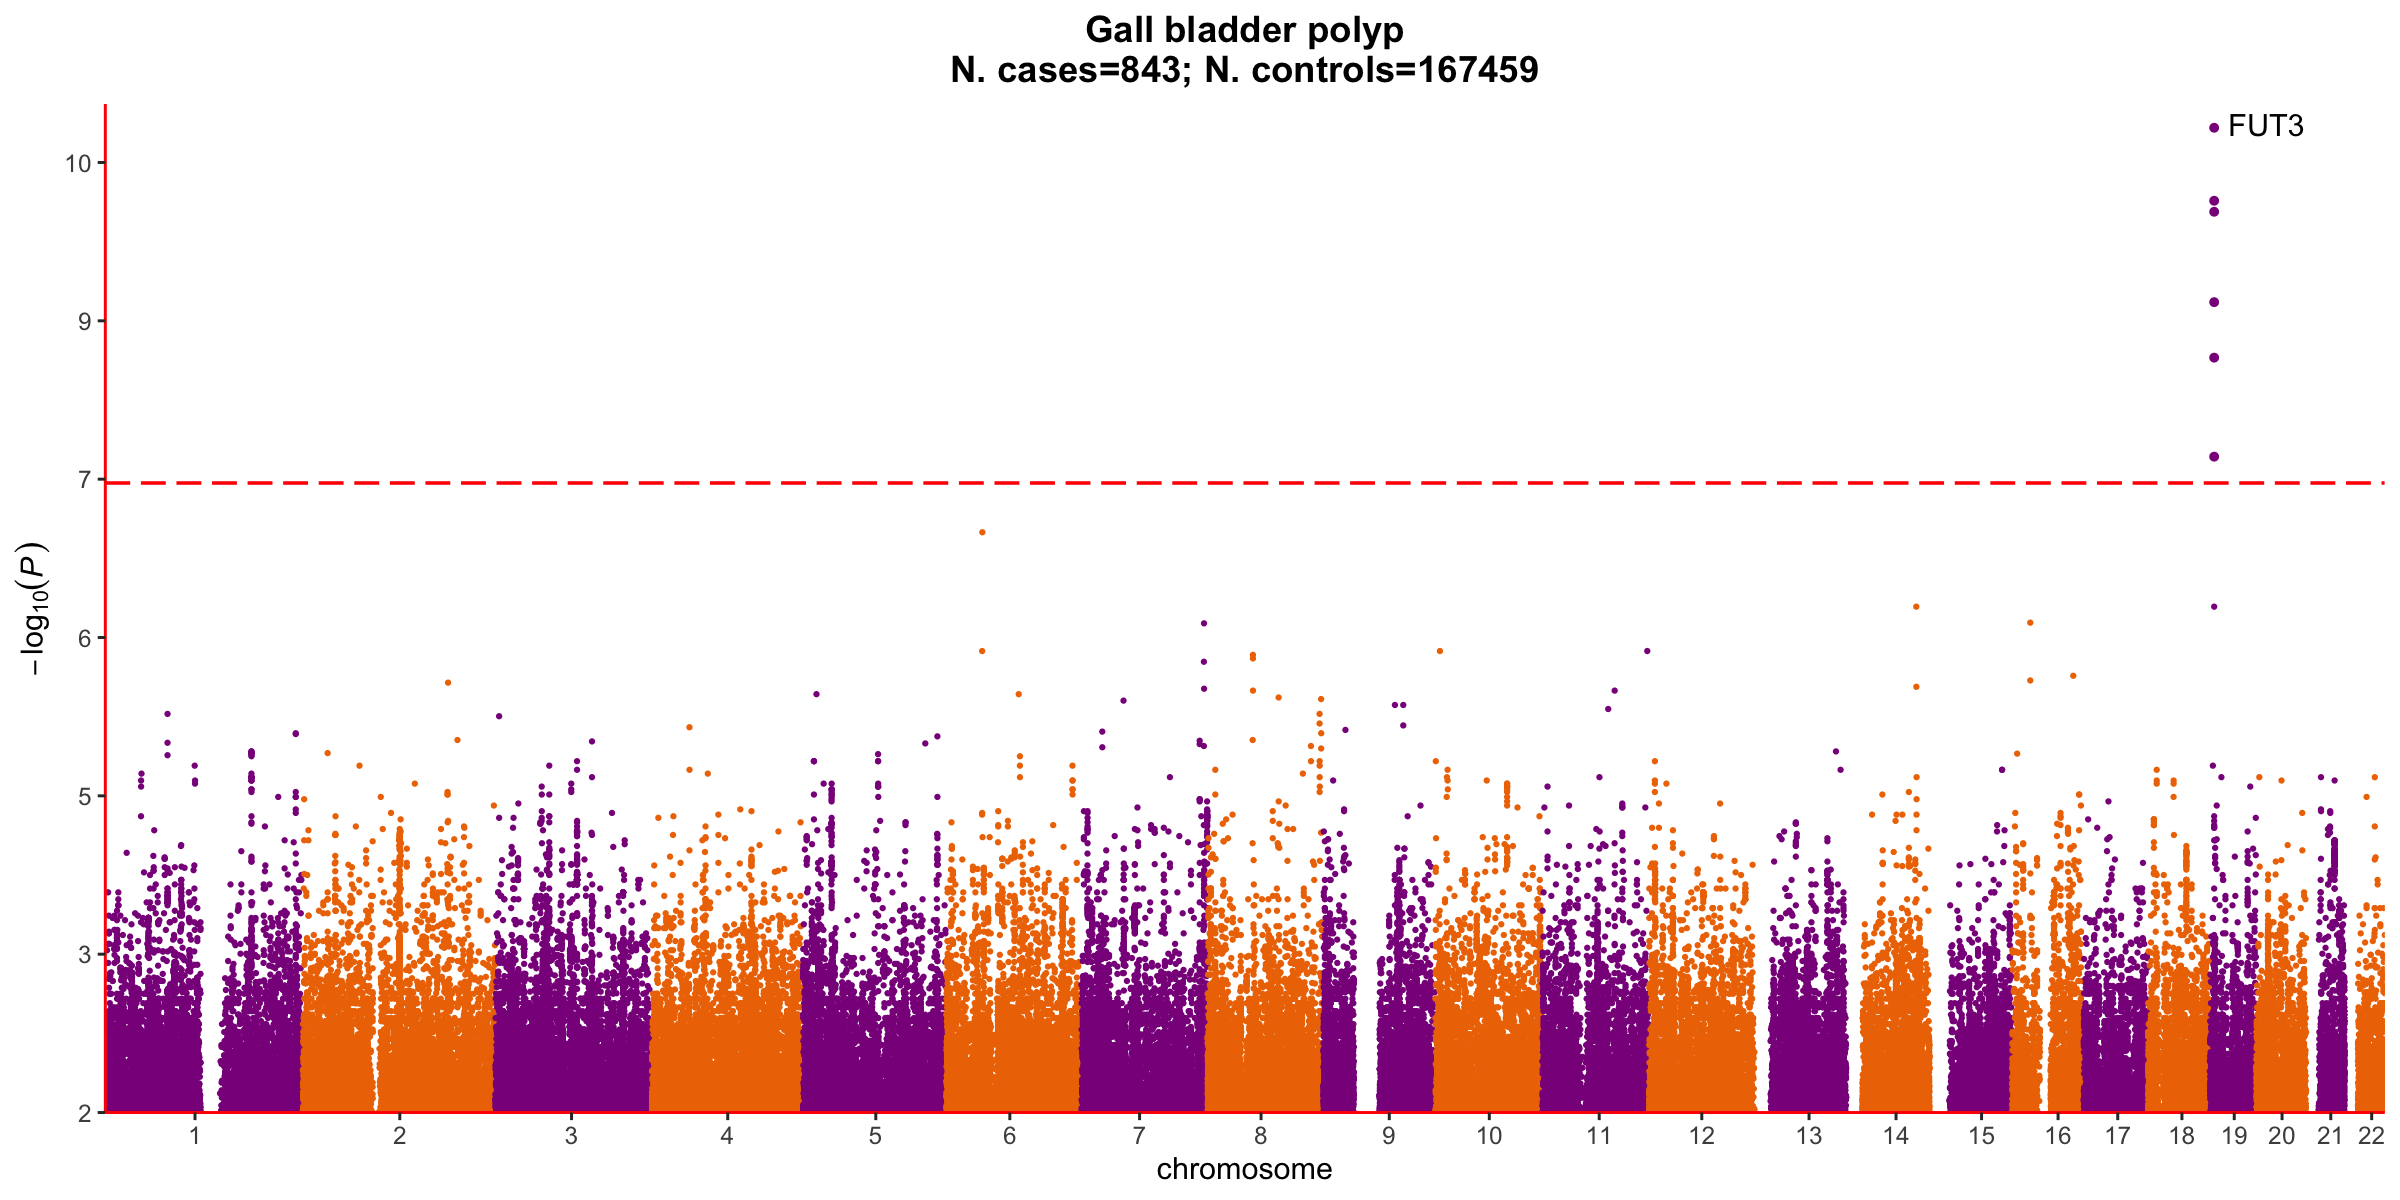 Gall bladder polyp
N. cases=843; N. controls=167459
FUT3
10
9
7
6
5
3
2
−log10(P)
1 2 3 4 5 6 7 8 9 10 11 12 13 14 15 16 17 18 19 20 21 22
chromosome